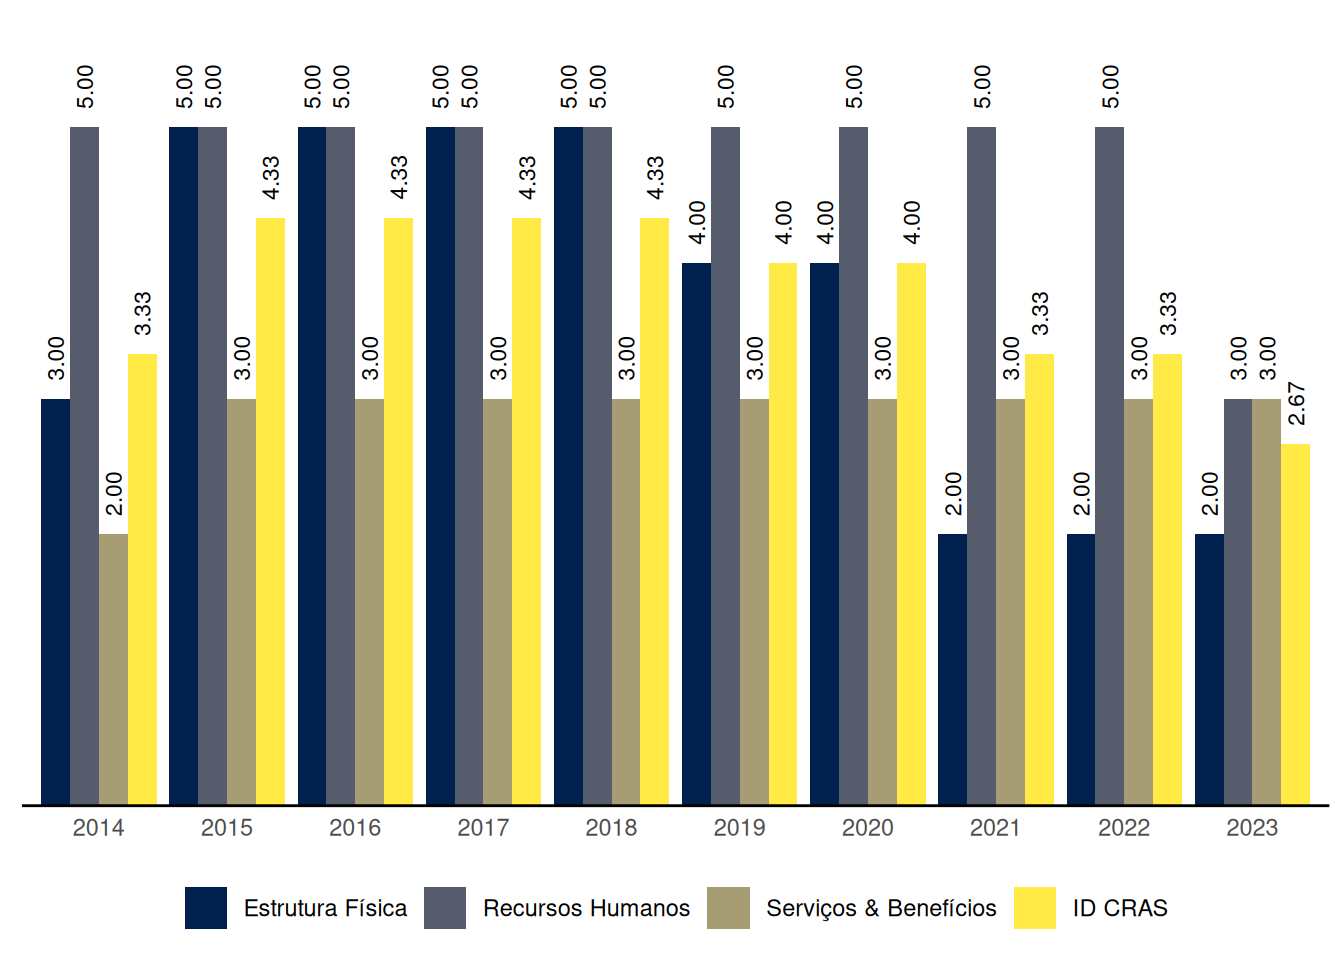 3.00 5.00 2.00 3.33 5.00 5.00 3.00 4.33 5.00 5.00 3.00 4.33 5.00 5.00 3.00 4.33 5.00 5.00 3.00 4.33 4.00 5.00 3.00 4.00 4.00 5.00 3.00 4.00 2.00 5.00 3.00 3.33 2.00 5.00 3.00 3.33 2.00 3.00 3.00 2.67
2014 2015 2016 2017 2018 2019 2020 2021 2022 2023
Estrutura Física Recursos Humanos Serviços & Benefícios ID CRAS